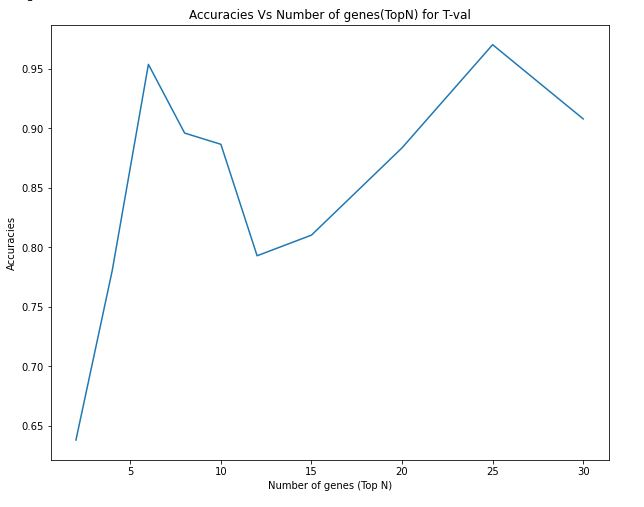 Accuracies Vs Number of genes(TopN) for T-val
0.95
0.90
0.85
0.80
0.75
0.70
0.65
Accuracies
5 10 15 20 25 30
Number of genes (Top N)